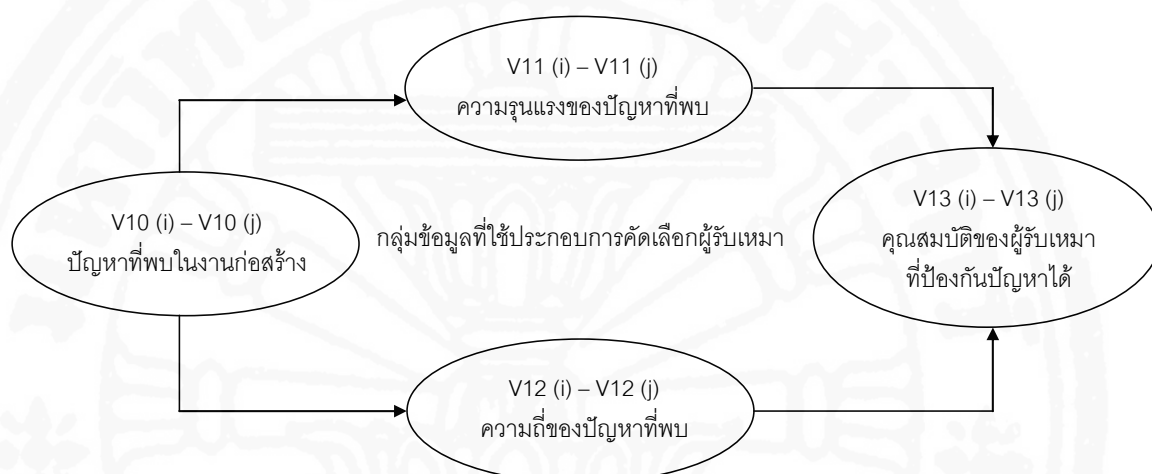 V11 (i) – V11 (j)
ความรุนแรงของปัญหาที่พบ
V10 (i) – V10 (j)
ปัญหาที่พบในงานก่อสร้าง
กลุ่มข้อมูลที่ใช้ประกอบการคัดเลือกผู้รับเหมา
V13 (i) – V13 (j)
คุณสมบัติของผู้รับเหมา
ที่ป้องกันปัญหาได้
V12 (i) – V12 (j)
ความถี่ของปัญหาที่พบ